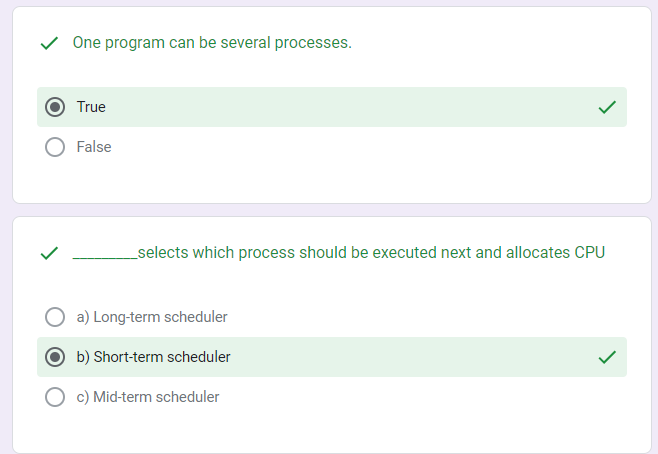 One program can be several processes.
True
False
_________selects which process should be executed next and allocates CPU
a) Long-term scheduler
b) Short-term scheduler
c) Mid-term scheduler